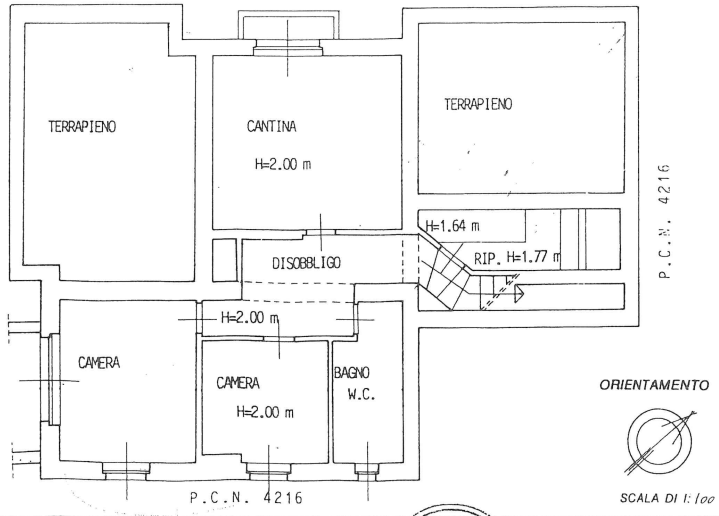 TERRAPIENO
CANTINA
H=2.00 m
TERRAPIENO
P.C.N. 4216
H=1.64 m
RIP. H=1.77 m
DISOBBLIGO
H=2.00 m
CAMERA
CAMERA
H=2.00 m
BAGNO
W.C.
P.C.N. 4216
ORIENTAMENTO
SCALA DI 1:100